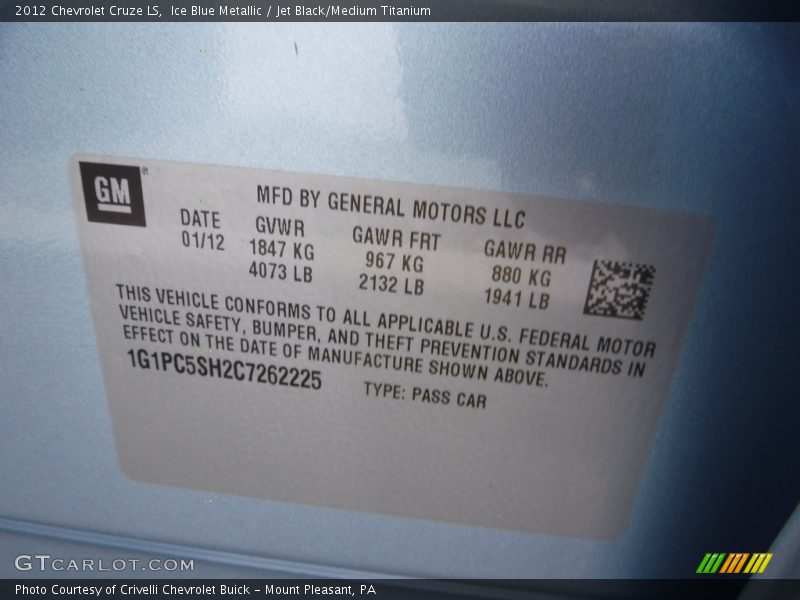 2012 Chevrolet Cruze LS,  Ice Blue Metallic / Jet Black/Medium Titanium
GM®
MFD BY GENERAL MOTORS LLC
DATE GVWR GAWR FRT GAWR RR
01/12 1847 KG 967 KG 880 KG
4073 LB 2132 LB 1941 LB
THIS VEHICLE CONFORMS TO ALL APPLICABLE U.S. FEDERAL MOTOR
VEHICLE SAFETY, BUMPER, AND THEFT PREVENTION STANDARDS IN
EFFECT ON THE DATE OF MANUFACTURE SHOWN ABOVE.
1G1PC5SH2C7262225 TYPE: PASS CAR
GTCARLOT.COM
Photo Courtesy of Crivelli Chevrolet Buick – Mount Pleasant, PA